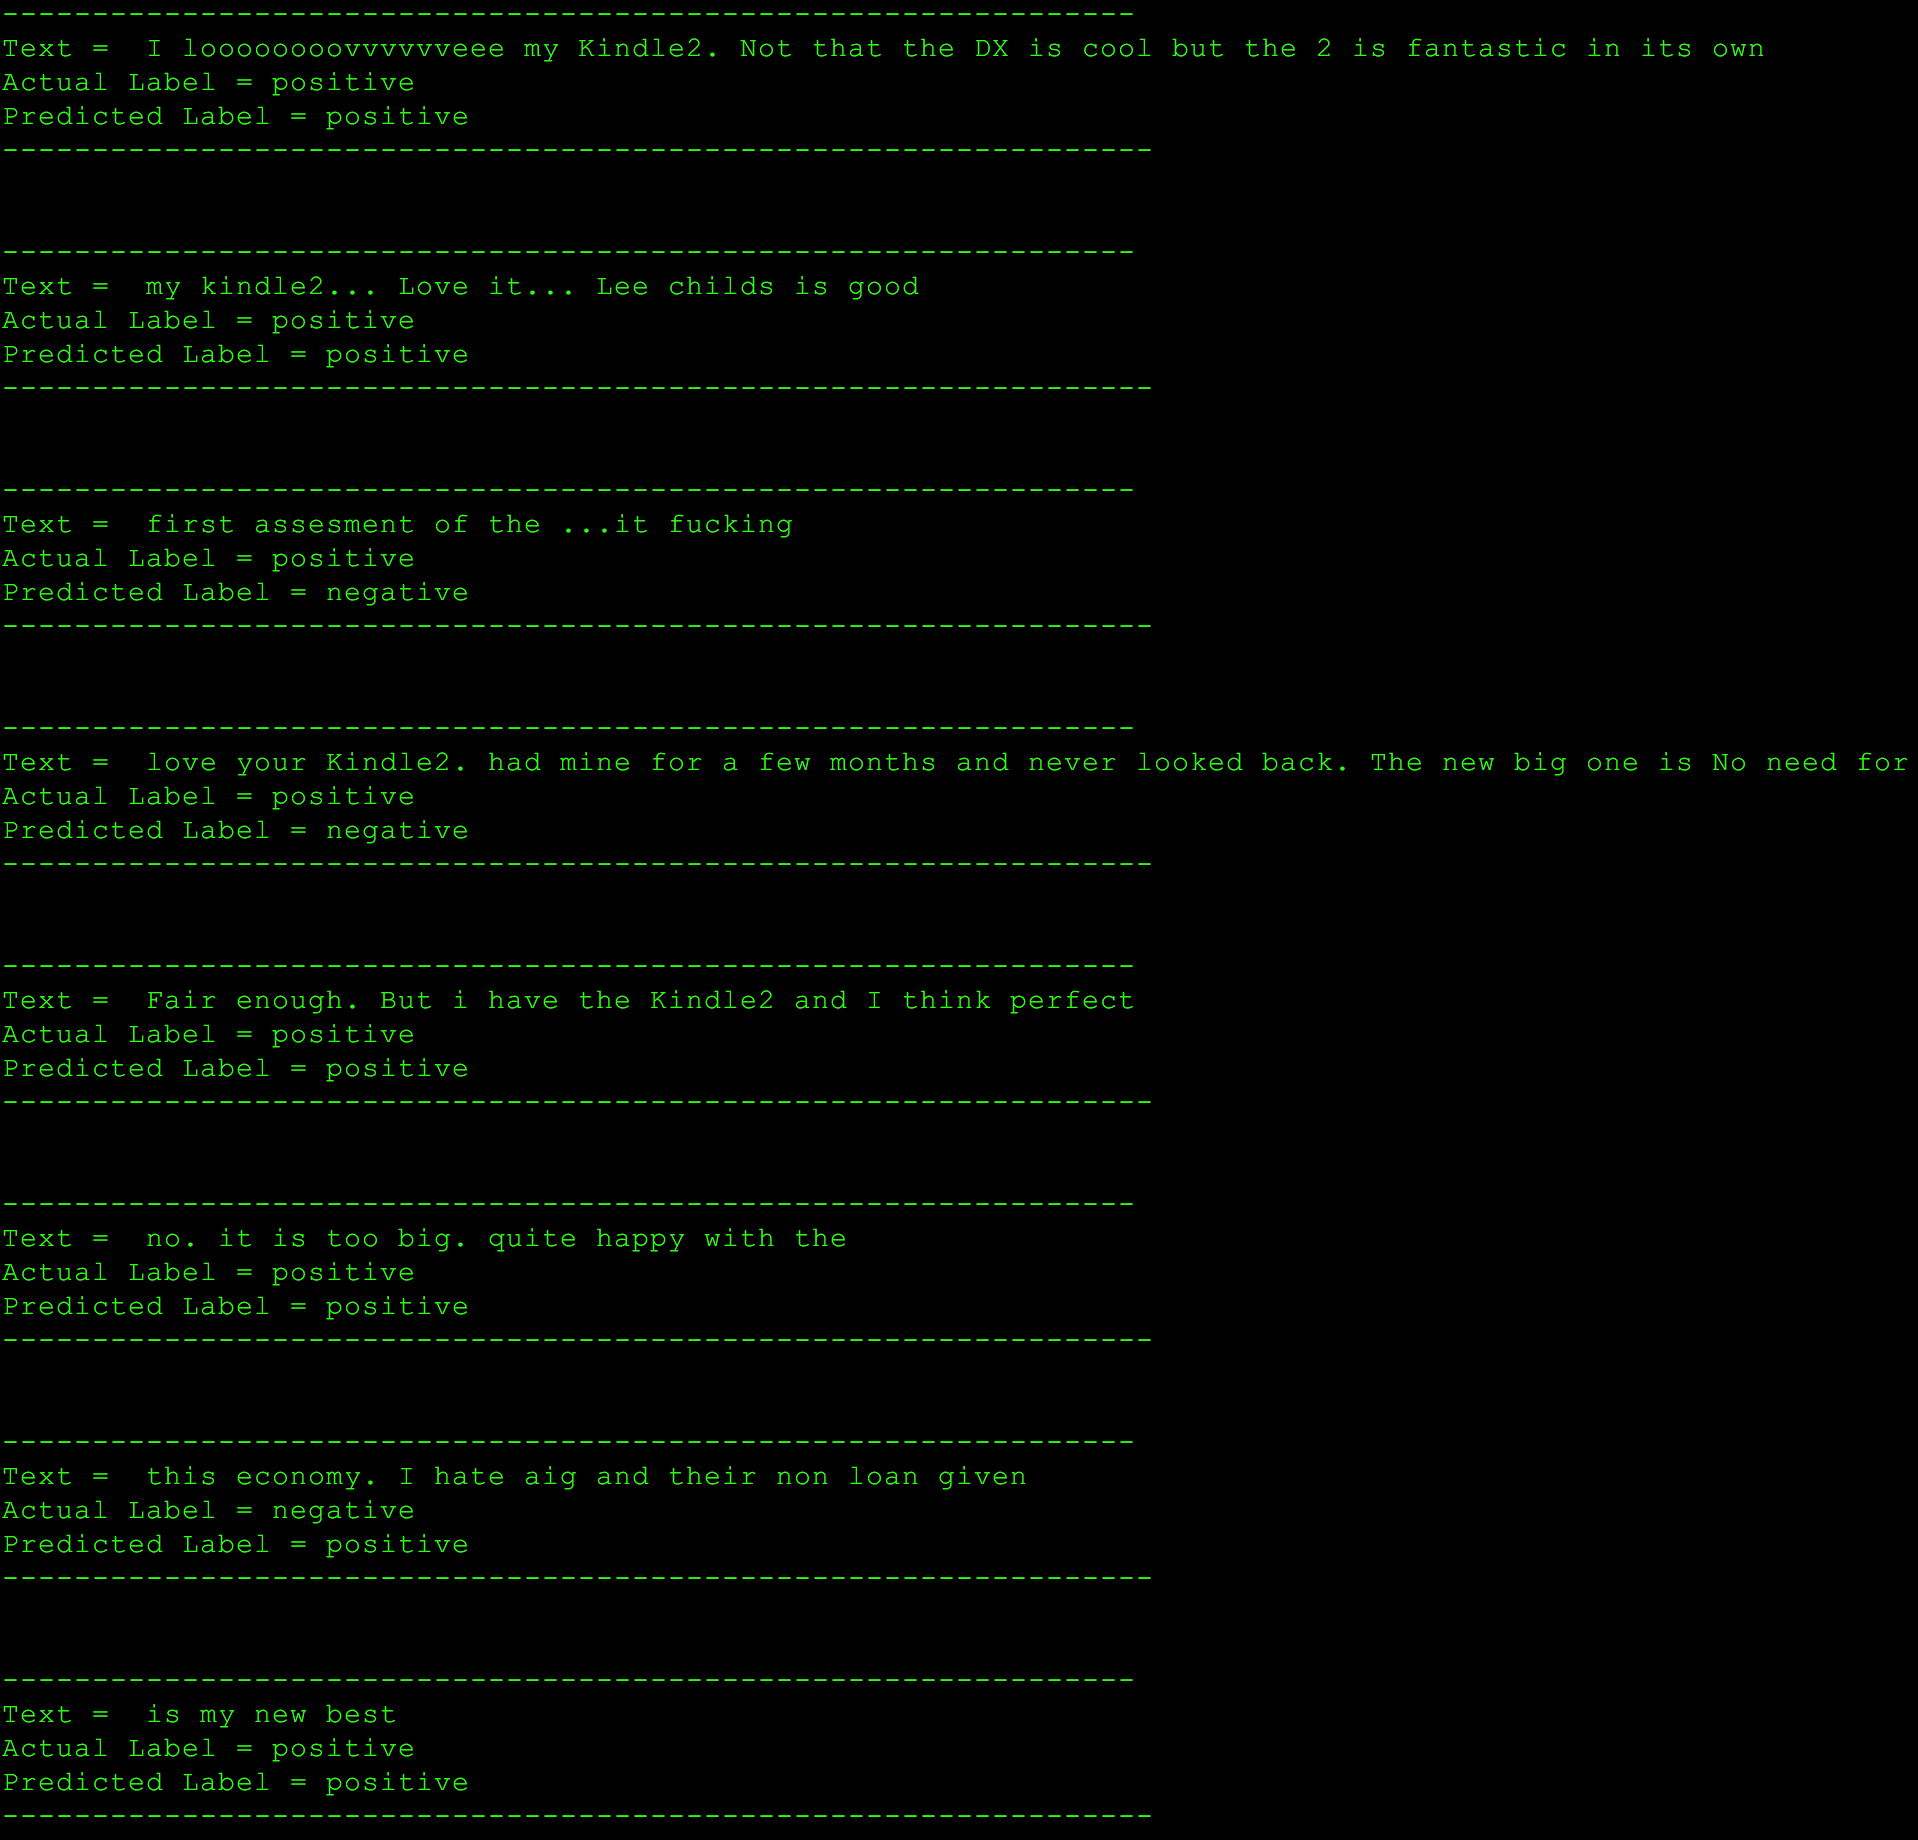 ---------------------------------------------------------------
Text =  I loooooooovvvvvveee my Kindle2. Not that the DX is cool but the 2 is fantastic in its own
Actual Label = positive
Predicted Label = positive
----------------------------------------------------------------
---------------------------------------------------------------
Text =  my kindle2... Love it... Lee childs is good
Actual Label = positive
Predicted Label = positive
----------------------------------------------------------------
---------------------------------------------------------------
Text =  first assesment of the ...it fucking
Actual Label = positive
Predicted Label = negative
----------------------------------------------------------------
---------------------------------------------------------------
Text =  love your Kindle2. had mine for a few months and never looked back. The new big one is No need for
Actual Label = positive
Predicted Label = negative
----------------------------------------------------------------
---------------------------------------------------------------
Text =  Fair enough. But i have the Kindle2 and I think perfect
Actual Label = positive
Predicted Label = positive
----------------------------------------------------------------
---------------------------------------------------------------
Text =  no. it is too big. quite happy with the
Actual Label = positive
Predicted Label = positive
----------------------------------------------------------------
---------------------------------------------------------------
Text =  this economy. I hate aig and their non loan given
Actual Label = negative
Predicted Label = positive
----------------------------------------------------------------
---------------------------------------------------------------
Text =  is my new best
Actual Label = positive
Predicted Label = positive
----------------------------------------------------------------